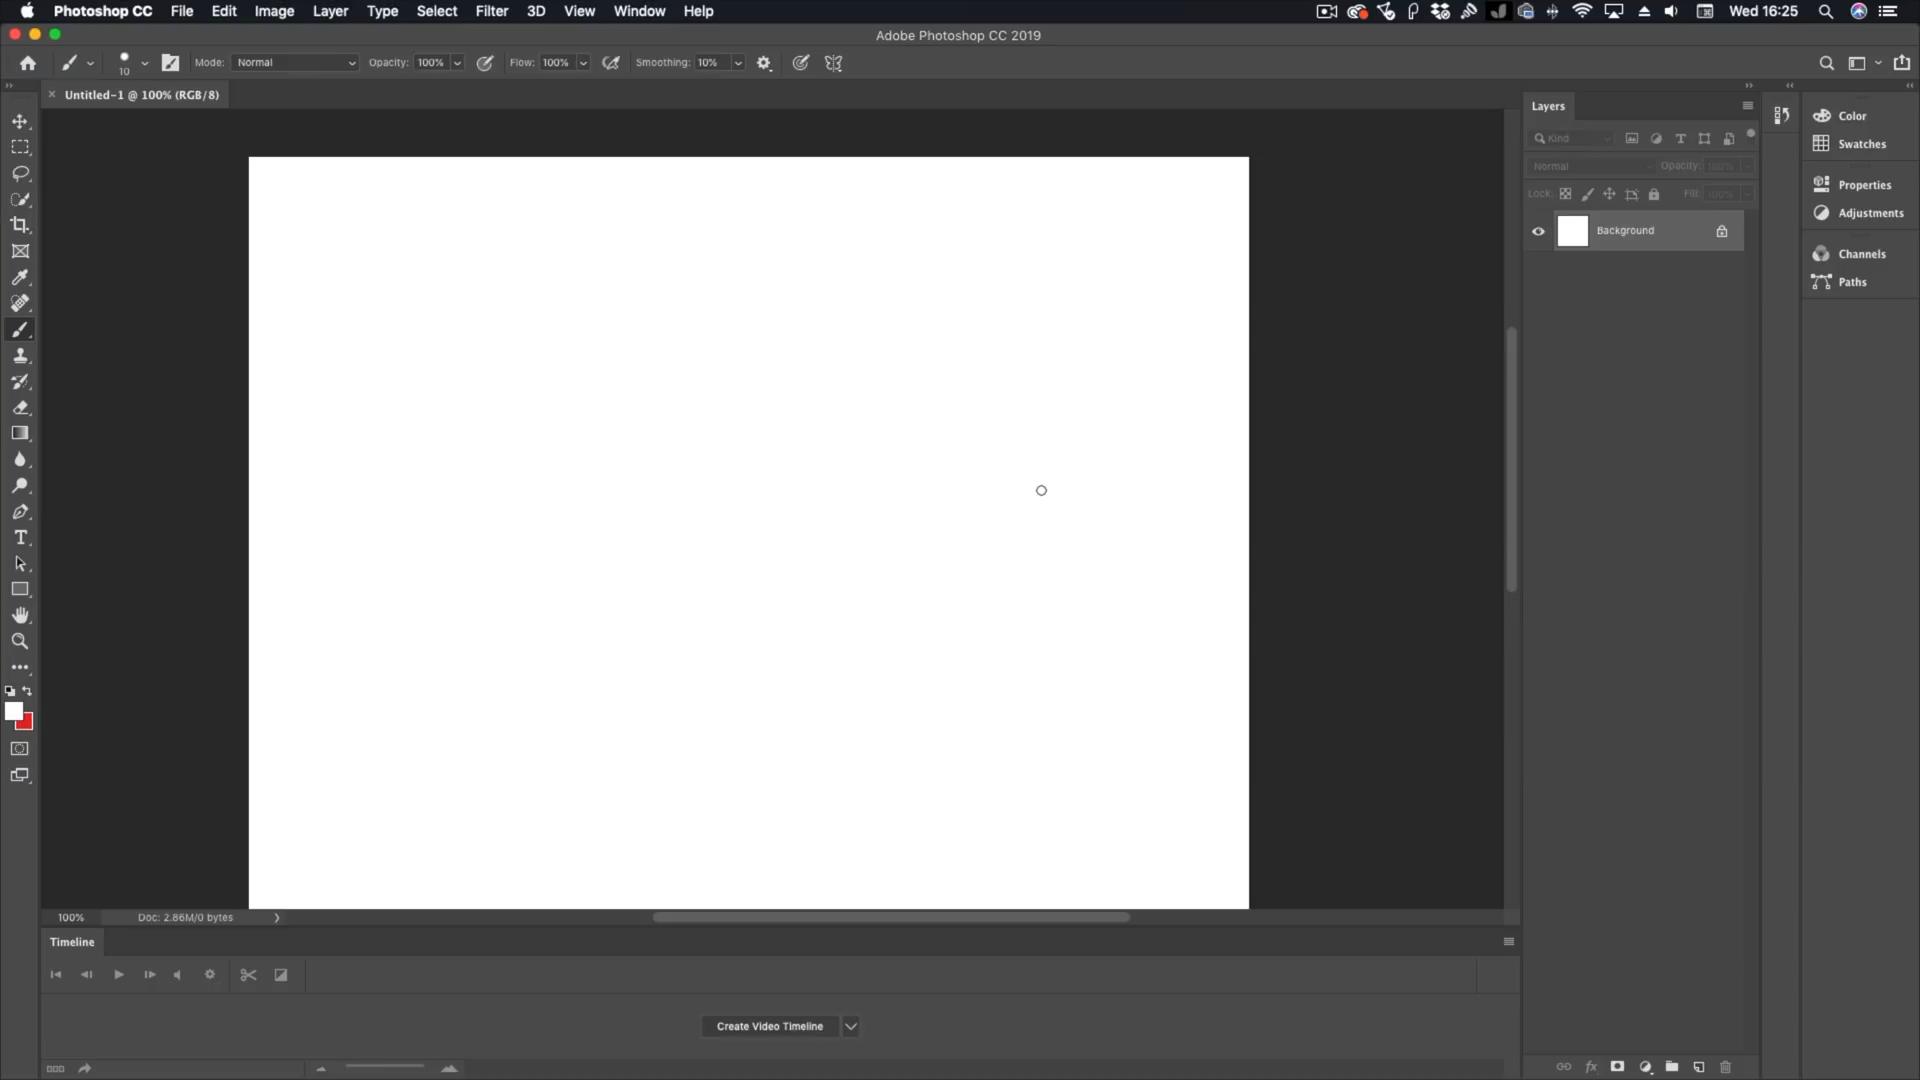 Photoshop CC File Edit Image Layer Type Select Filter 3D View Window Help Wed 16:25
Adobe Photoshop CC 2019
10 Mode: Normal Opacity: 100% Flow: 100% Smoothing: 10%
Untitled-1 @ 100% (RGB/8)
Layers
Kind
Normal Opacity: 100%
Lock: Fill: 100%
Background
Color
Swatches
Properties
Adjustments
Channels
Paths
100% Doc: 2.86M/0 bytes
Timeline
Create Video Timeline
fx